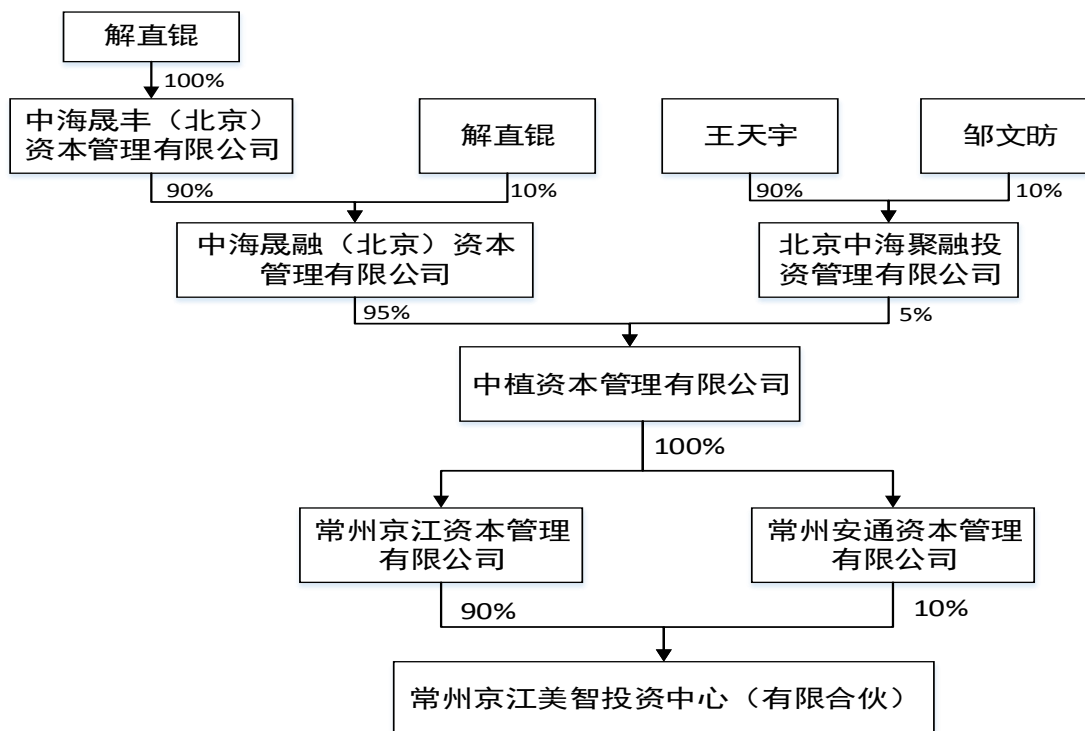 解直锟
100%
中海晟丰（北京）
资本管理有限公司
解直锟
王天宇
邹文昉
90%
10%
90%
10%
中海晟融（北京）资本
管理有限公司
北京中海聚融投
资管理有限公司
95%
5%
中植资本管理有限公司
100%
常州京江资本管理
有限公司
常州安通资本管理
有限公司
90%
10%
常州京江美智投资中心（有限合伙）